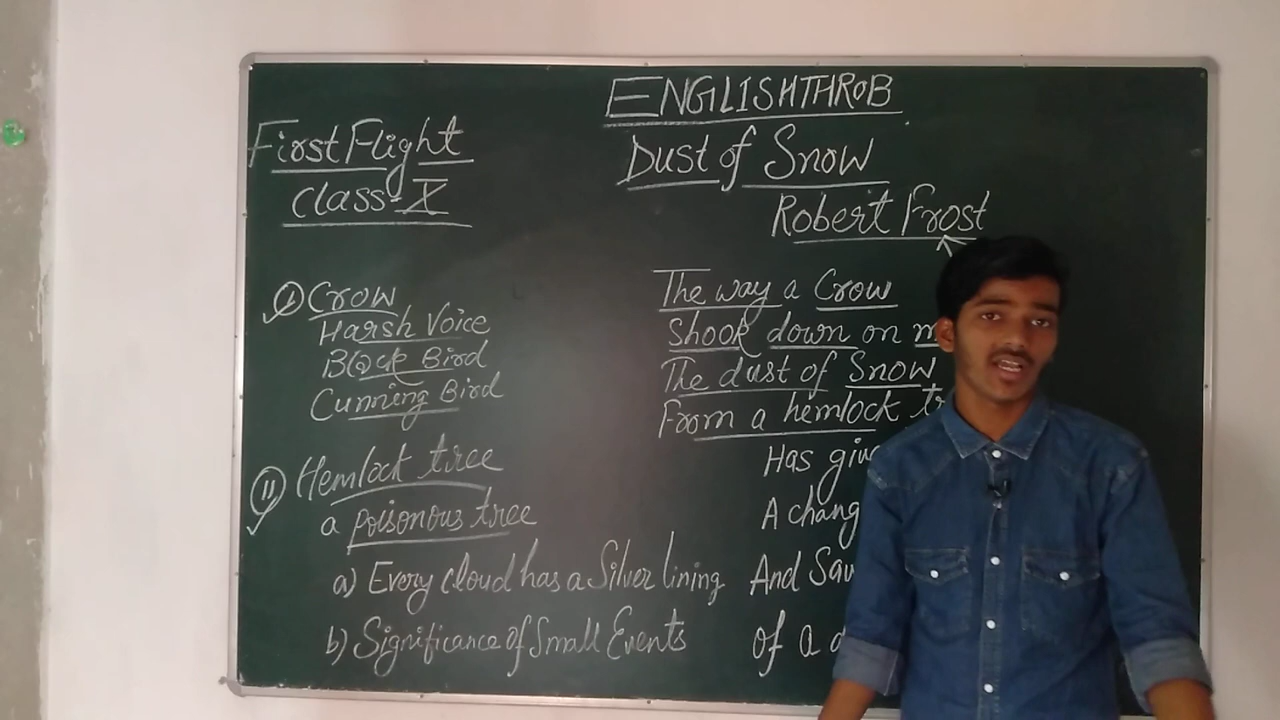 ENGLISHTHROB
First Flight
Class-X
Dust of Snow
Robert Frost
I Crow
Harsh Voice
Black Bird
Cunning Bird
II Hemlock tree
a poisonous tree
a) Every cloud has a Silver lining
b) Significance of Small Events
The way a Crow
Shook down on m
The dust of Snow
From a hemlock tr
Has give
A chang
And Sav
of a d